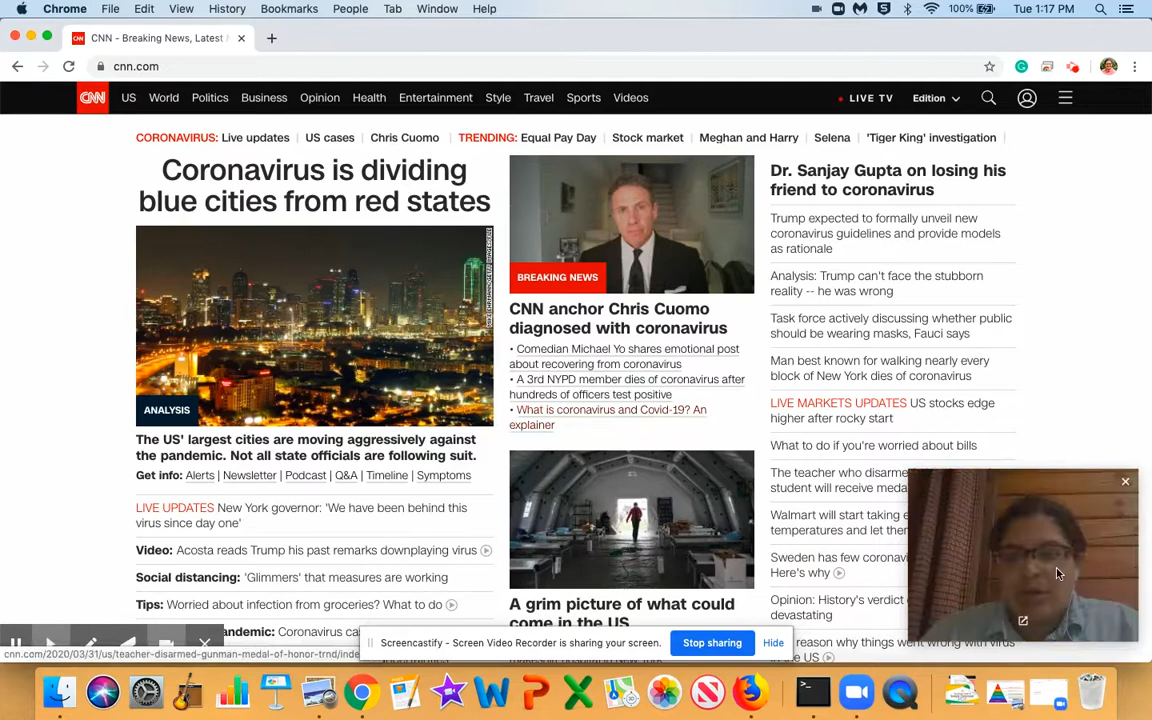 Chrome File Edit View History Bookmarks People Tab Window Help 100% Tue 1:17 PM
CNN - Breaking News, Latest
cnn.com
CNN US World Politics Business Opinion Health Entertainment Style Travel Sports Videos LIVE TV Edition
CORONAVIRUS: Live updates US cases Chris Cuomo TRENDING: Equal Pay Day Stock market Meghan and Harry Selena 'Tiger King' investigation
Coronavirus is dividing
blue cities from red states
ANALYSIS
The US' largest cities are moving aggressively against
the pandemic. Not all state officials are following suit.
Get info: Alerts | Newsletter | Podcast | Q&A | Timeline | Symptoms
LIVE UPDATES New York governor: 'We have been behind this
virus since day one'
Video: Acosta reads Trump his past remarks downplaying virus
Social distancing: 'Glimmers' that measures are working
Tips: Worried about infection from groceries? What to do
andemic: Coronavirus ca
BREAKING NEWS
CNN anchor Chris Cuomo
diagnosed with coronavirus
• Comedian Michael Yo shares emotional post
about recovering from coronavirus
• A 3rd NYPD member dies of coronavirus after
hundreds of officers test positive
• What is coronavirus and Covid-19? An
explainer
A grim picture of what could
come in the US
Dr. Sanjay Gupta on losing his
friend to coronavirus
Trump expected to formally unveil new
coronavirus guidelines and provide models
as rationale
Analysis: Trump can't face the stubborn
reality -- he was wrong
Task force actively discussing whether public
should be wearing masks, Fauci says
Man best known for walking nearly every
block of New York dies of coronavirus
LIVE MARKETS UPDATES US stocks edge
higher after rocky start
What to do if you're worried about bills
The teacher who disarme
student will receive meda
Walmart will start taking e
temperatures and let the
Sweden has few coronavi
Here's why
Opinion: History's verdict
devastating
reason why things went wrong with virus
the US
cnn.com/2020/03/31/us/teacher-disarmed-gunman-medal-of-honor-trnd/inde
Screencastify - Screen Video Recorder is sharing your screen. Stop sharing Hide